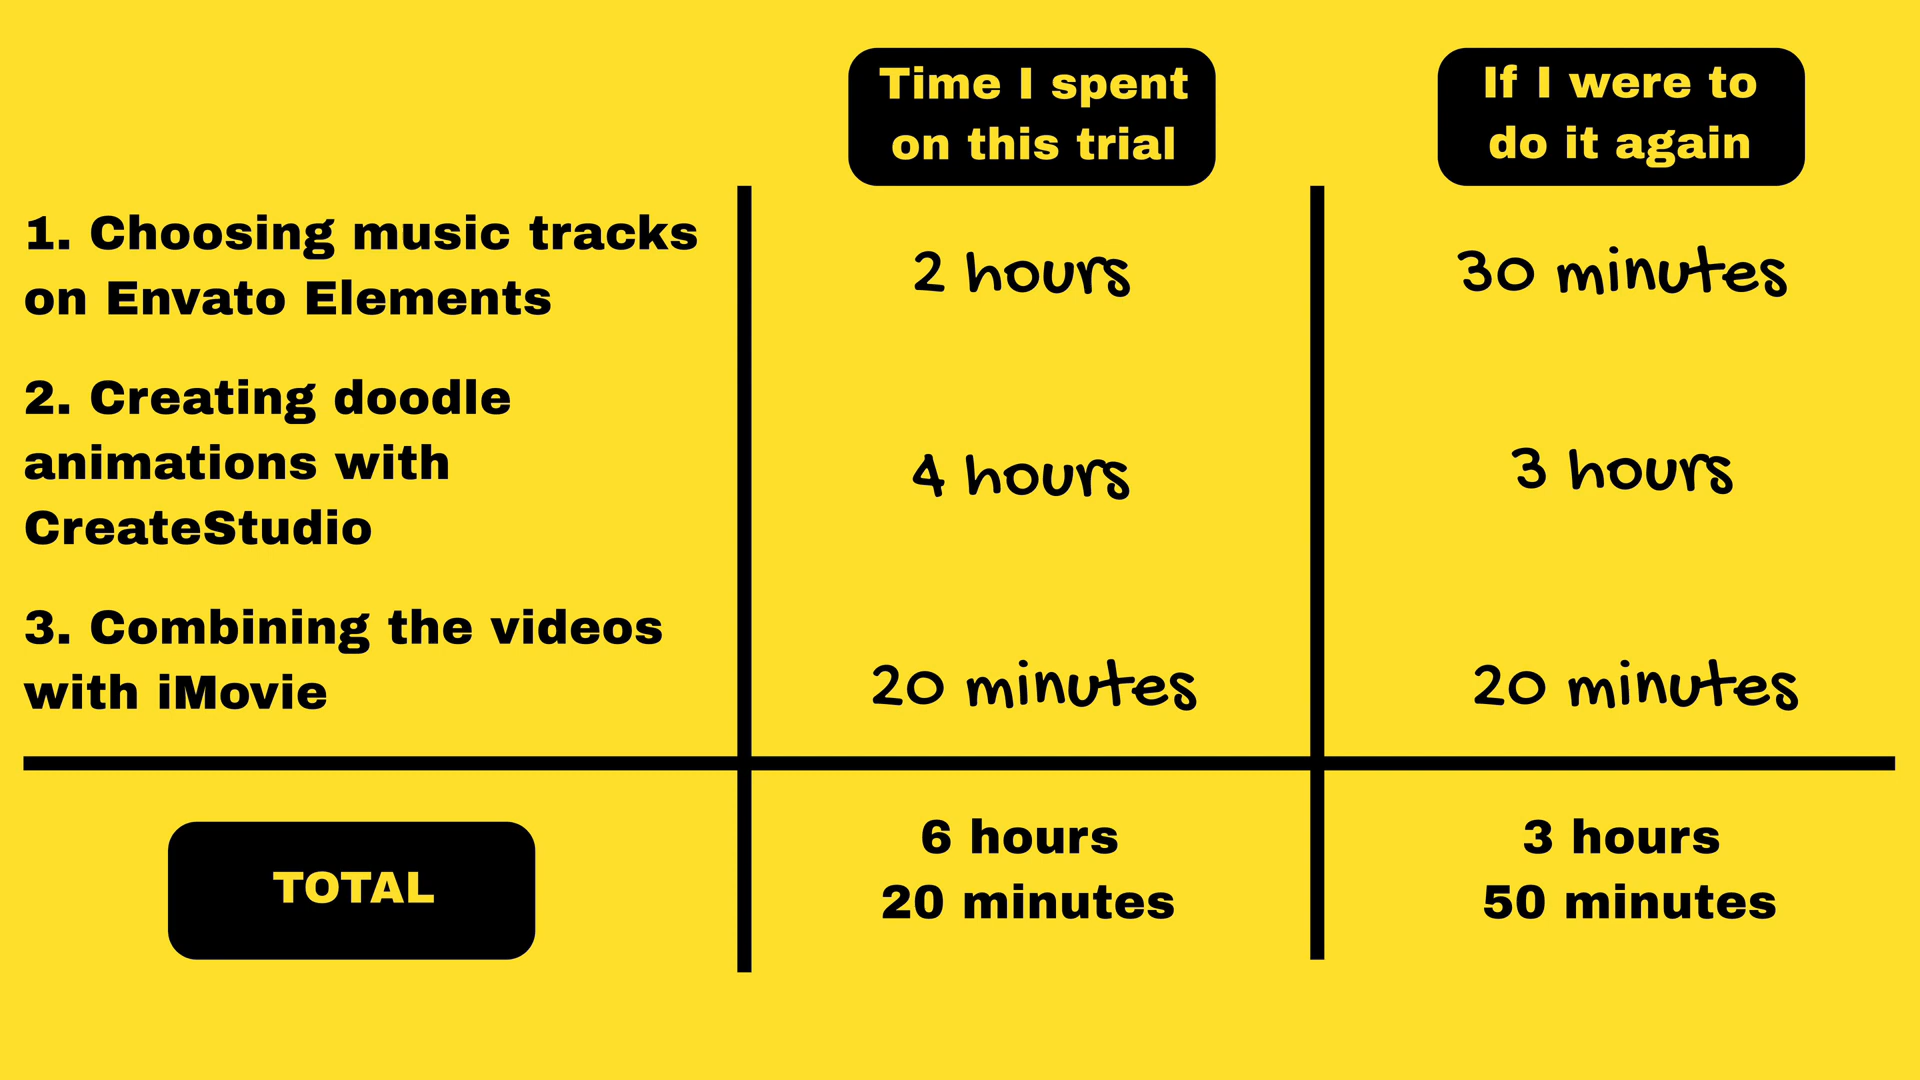 Time I spent
on this trial
If I were to
do it again
1. Choosing music tracks
on Envato Elements
2 hours
30 minutes
2. Creating doodle
animations with
CreateStudio
4 hours
3 hours
3. Combining the videos
with iMovie
20 minutes
20 minutes
TOTAL
6 hours
20 minutes
3 hours
50 minutes